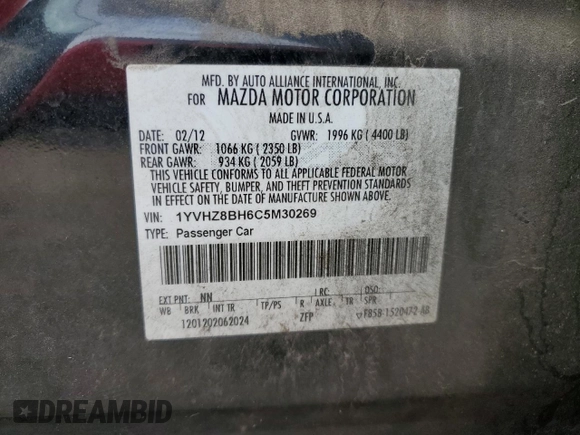 MFD. BY AUTO ALLIANCE INTERNATIONAL, INC.
FOR MAZDA MOTOR CORPORATION
MADE IN U.S.A.
DATE: 02/12 GVWR: 1996 KG ( 4400 LB)
FRONT GAWR: 1066 KG ( 2350 LB)
REAR GAWR: 934 KG ( 2059 LB)
THIS VEHICLE CONFORMS TO ALL APPLICABLE FEDERAL MOTOR
VEHICLE SAFETY, BUMPER, AND THEFT PREVENTION STANDARDS
IN EFFECT ON THE DATE OF MANUFACTURE SHOWN ABOVE.
VIN: 1YVHZ8BH6C5M30269
TYPE: Passenger Car
EXT PNT: NN RC: DSO:
WB BRK INT TR TP/PS R AXLE TR SPR
1201202062024 ZFP
DREAMBID